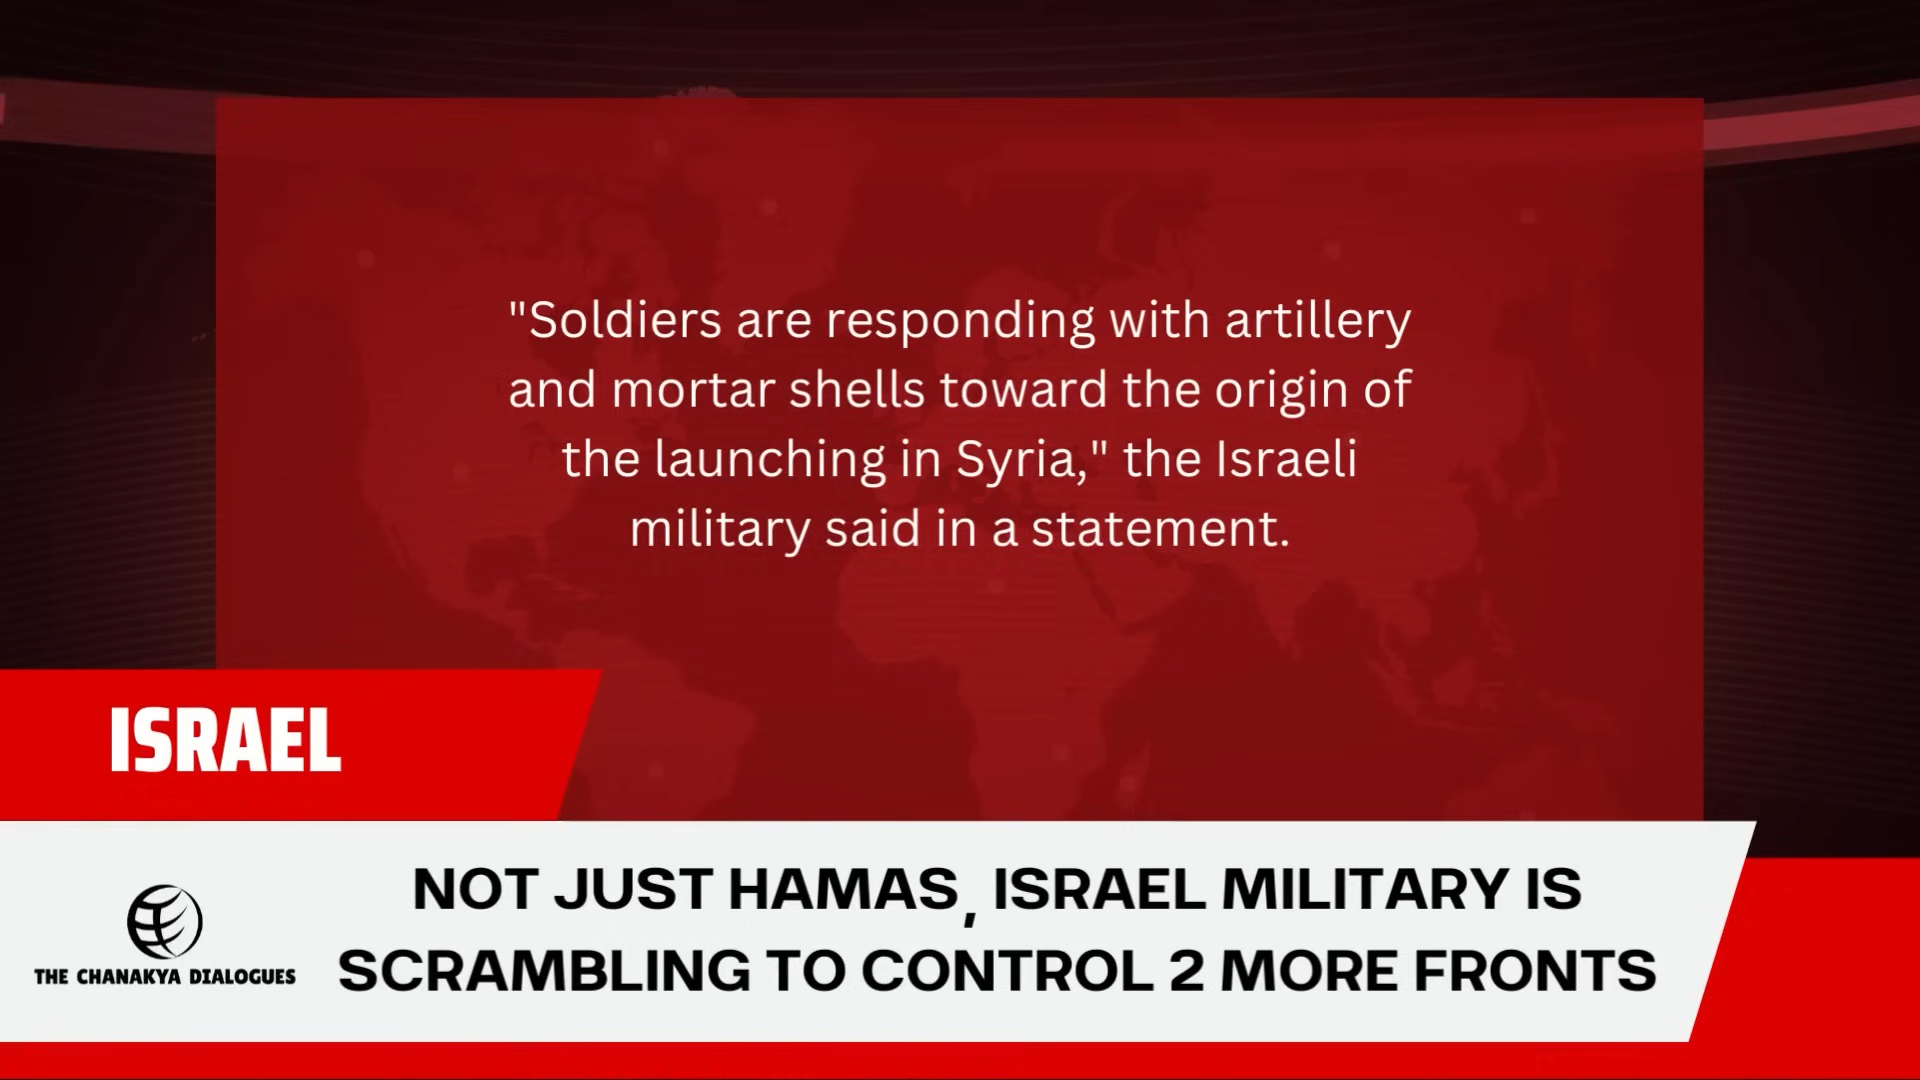 "Soldiers are responding with artillery
and mortar shells toward the origin of
the launching in Syria," the Israeli
military said in a statement.
ISRAEL
NOT JUST HAMAS, ISRAEL MILITARY IS
SCRAMBLING TO CONTROL 2 MORE FRONTS
THE CHANAKYA DIALOGUES